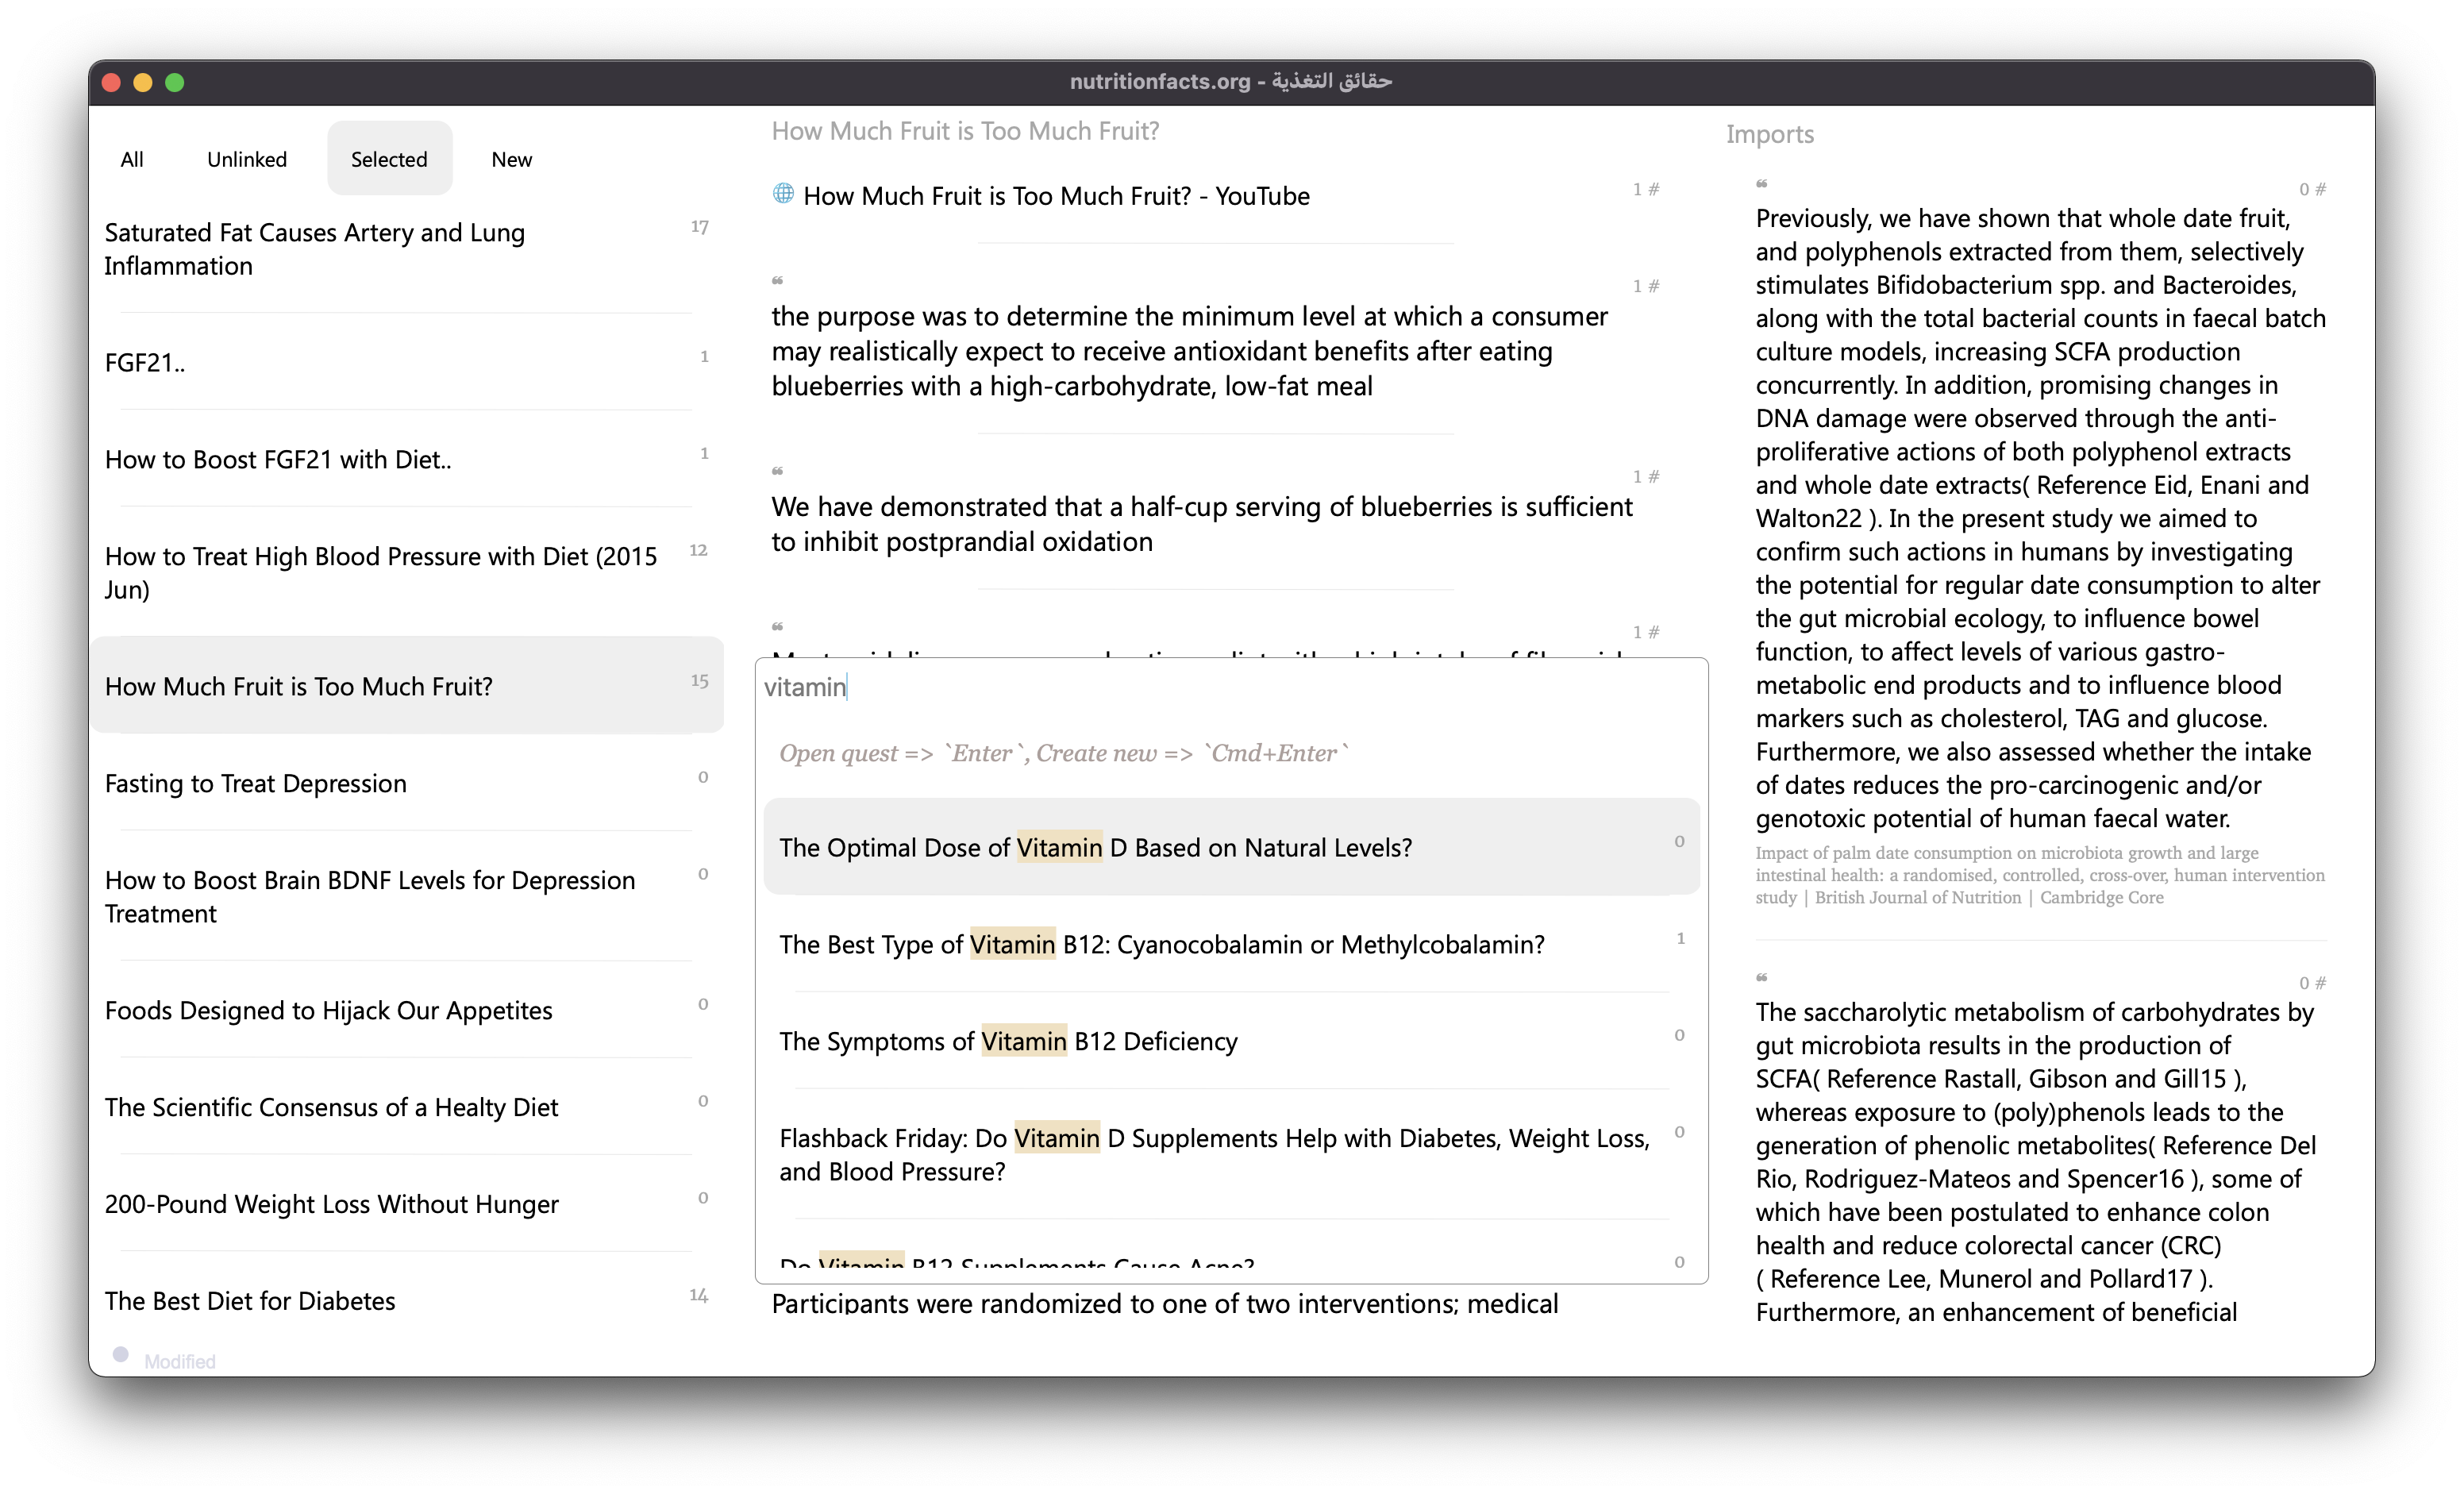 nutritionfacts.org - حقائق التغذية
All
Unlinked
Selected
New
Saturated Fat Causes Artery and Lung
Inflammation
17
FGF21..
1
How to Boost FGF21 with Diet..
1
How to Treat High Blood Pressure with Diet (2015
Jun)
12
How Much Fruit is Too Much Fruit?
15
Fasting to Treat Depression
0
How to Boost Brain BDNF Levels for Depression
Treatment
0
Foods Designed to Hijack Our Appetites
0
The Scientific Consensus of a Healty Diet
0
200-Pound Weight Loss Without Hunger
0
The Best Diet for Diabetes
14
Modified
How Much Fruit is Too Much Fruit?
How Much Fruit is Too Much Fruit? - YouTube
1 #
❝
1 #
the purpose was to determine the minimum level at which a consumer
may realistically expect to receive antioxidant benefits after eating
blueberries with a high-carbohydrate, low-fat meal
❝
1 #
We have demonstrated that a half-cup serving of blueberries is sufficient
to inhibit postprandial oxidation
❝
1 #
vitamin
Open quest => `Enter`, Create new => `Cmd+Enter`
The Optimal Dose of Vitamin D Based on Natural Levels?
0
The Best Type of Vitamin B12: Cyanocobalamin or Methylcobalamin?
1
The Symptoms of Vitamin B12 Deficiency
0
Flashback Friday: Do Vitamin D Supplements Help with Diabetes, Weight Loss,
and Blood Pressure?
0
Do Vitamin B12 Supplements Cause Acne?
0
Participants were randomized to one of two interventions; medical
Imports
❝
0 #
Previously, we have shown that whole date fruit,
and polyphenols extracted from them, selectively
stimulates Bifidobacterium spp. and Bacteroides,
along with the total bacterial counts in faecal batch
culture models, increasing SCFA production
concurrently. In addition, promising changes in
DNA damage were observed through the anti-
proliferative actions of both polyphenol extracts
and whole date extracts( Reference Eid, Enani and
Walton22 ). In the present study we aimed to
confirm such actions in humans by investigating
the potential for regular date consumption to alter
the gut microbial ecology, to influence bowel
function, to affect levels of various gastro-
metabolic end products and to influence blood
markers such as cholesterol, TAG and glucose.
Furthermore, we also assessed whether the intake
of dates reduces the pro-carcinogenic and/or
genotoxic potential of human faecal water.
Impact of palm date consumption on microbiota growth and large
intestinal health: a randomised, controlled, cross-over, human intervention
study | British Journal of Nutrition | Cambridge Core
❝
0 #
The saccharolytic metabolism of carbohydrates by
gut microbiota results in the production of
SCFA( Reference Rastall, Gibson and Gill15 ),
whereas exposure to (poly)phenols leads to the
generation of phenolic metabolites( Reference Del
Rio, Rodriguez-Mateos and Spencer16 ), some of
which have been postulated to enhance colon
health and reduce colorectal cancer (CRC)
( Reference Lee, Munerol and Pollard17 ).
Furthermore, an enhancement of beneficial